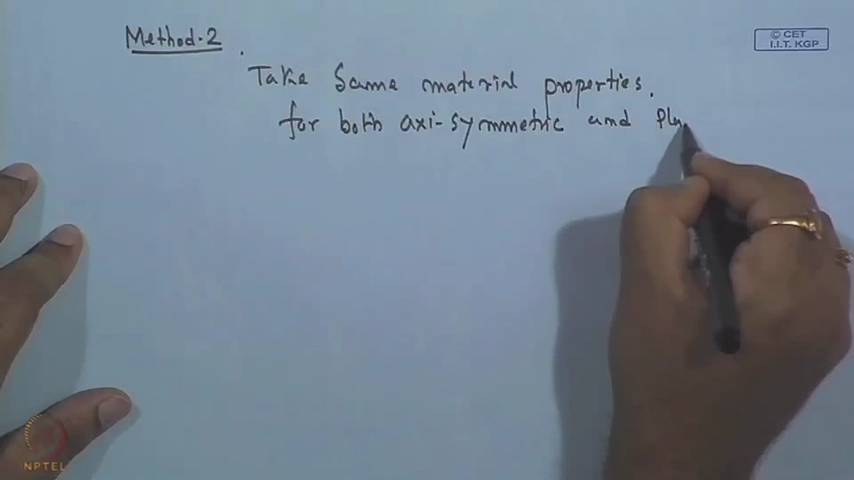 Method-2.
© CET
I.I.T. KGP
Take Same material properties.
for both axi-symmetric and
NPTEL